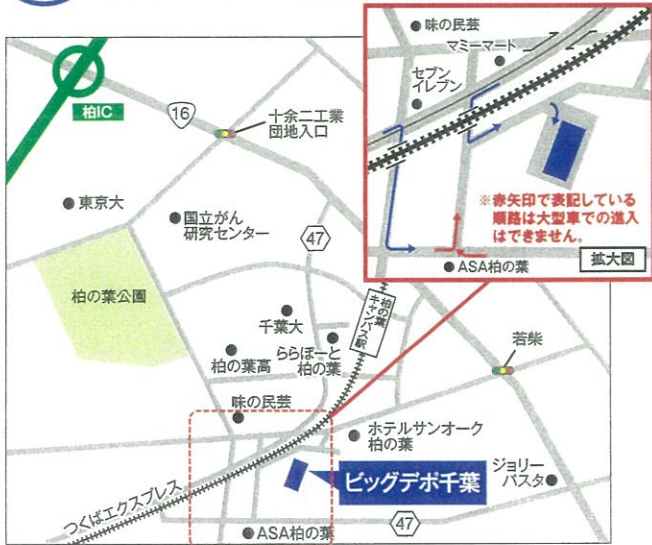 味の民芸
マミーマート
セブン
イレブン
※赤矢印で表記している
順路は大型車での進入
はできません。
ASA柏の葉
拡大図
柏IC
16
十余二工業
団地入口
東京大
国立がん
研究センター
47
柏の葉公園
柏の葉
キャンパス駅
千葉大
ららぽーと
柏の葉
柏の葉高
若柴
味の民芸
ホテルサンオーク
柏の葉
ビッグデポ千葉
ジョリー
パスタ
つくばエクスプレス
ASA柏の葉
47